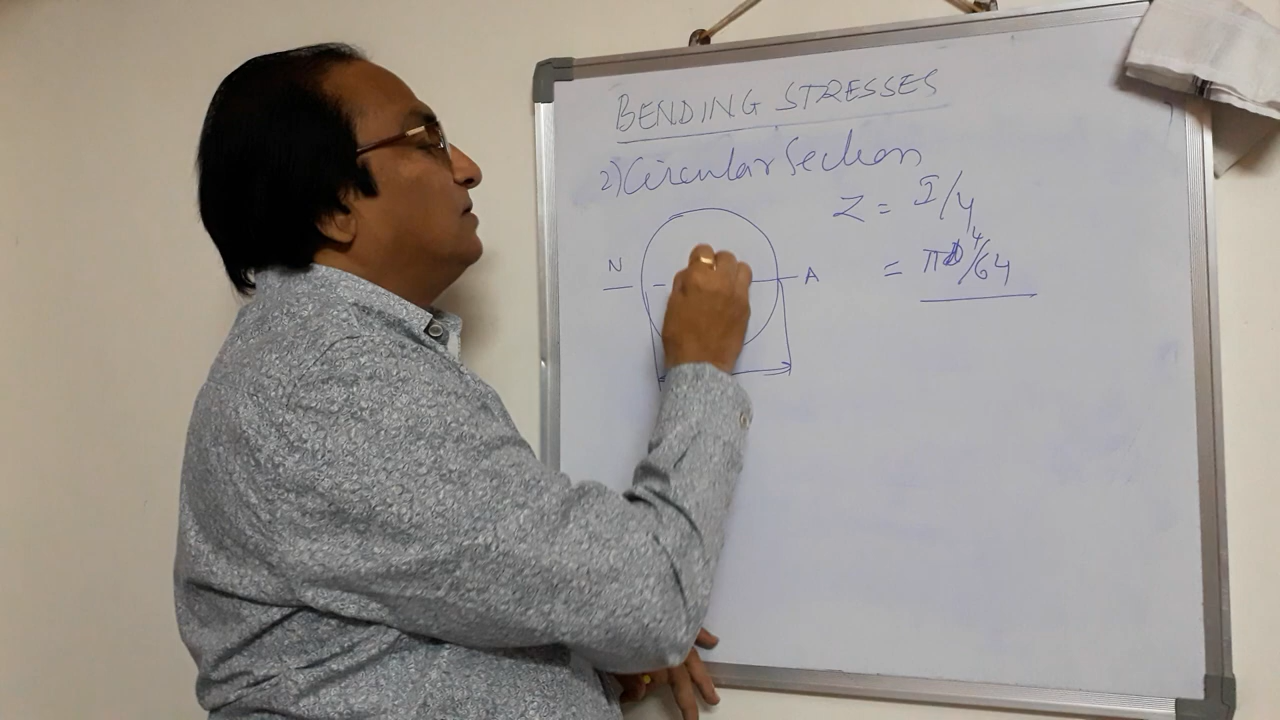 BENDING STRESSES
2) Circular Section
Z = I/y
N
A
= πD⁴/64